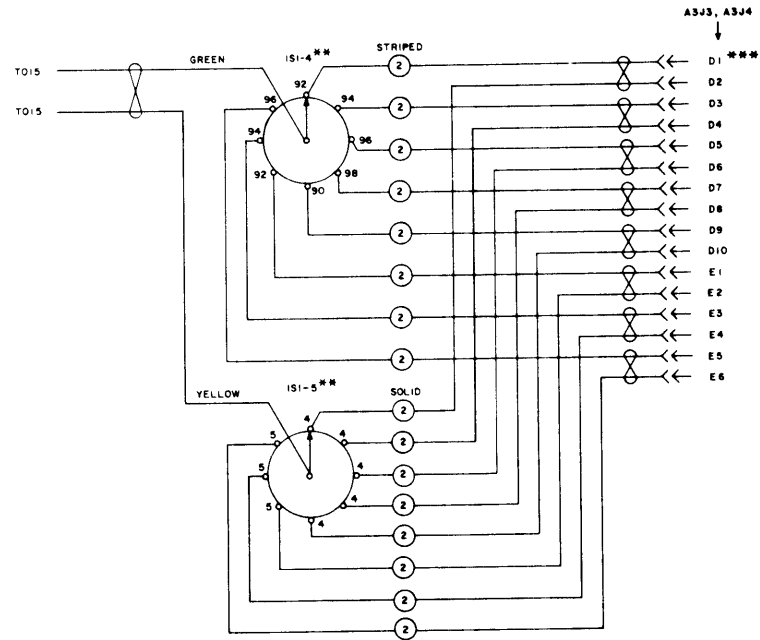 A3J3, A3J4
STRIPED
GREEN
1S1-4**
2
D1***
TO15
92
D2
96
94
2
D3
TO15
D4
94
96
2
D5
D6
92
98
2
D7
90
D8
2
D9
D10
2
E1
E2
2
E3
E4
2
E5
YELLOW
1S1-5**
SOLID
E6
4
2
5
4
2
5
4
2
5
4
4
2
2
2
2
2